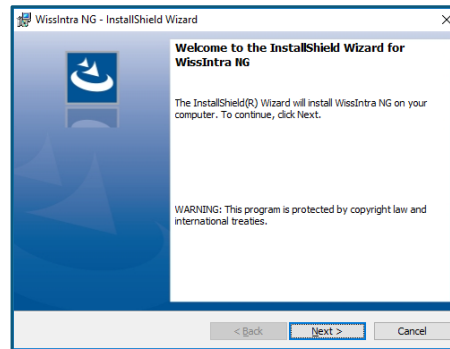 WissIntra NG - InstallShield Wizard
Welcome to the InstallShield Wizard for
WissIntra NG
The InstallShield(R) Wizard will install WissIntra NG on your
computer. To continue, click Next.
WARNING: This program is protected by copyright law and
international treaties.
< Back
Next >
Cancel